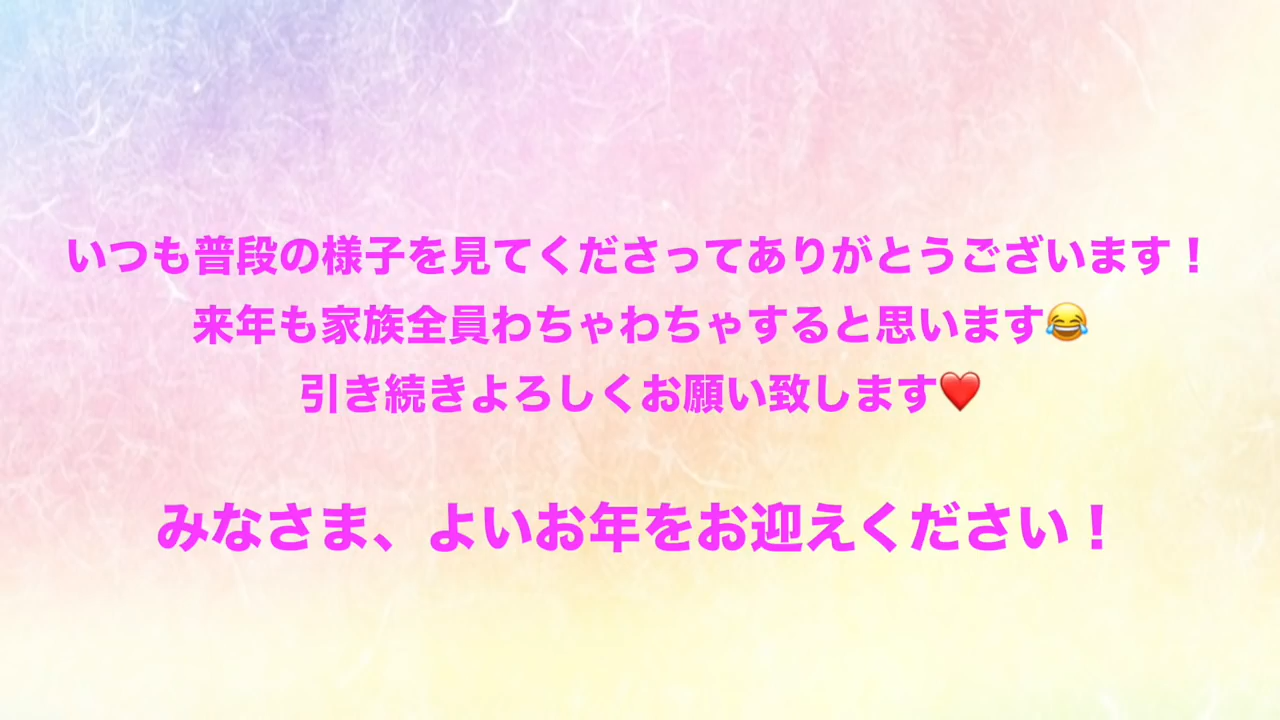 いつも普段の様子を見てくださってありがとうございます！
来年も家族全員わちゃわちゃすると思います😂
引き続きよろしくお願い致します❤️
みなさま、よいお年をお迎えください！